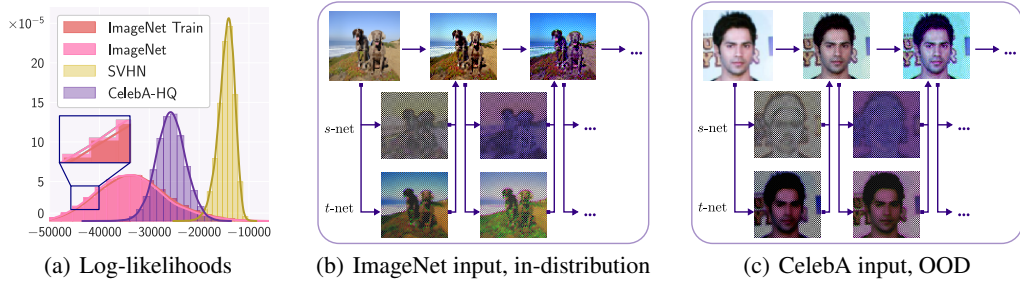 ×10⁻⁵
25
20
15
10
5
0
−50000 −40000 −30000 −20000 −10000
ImageNet Train
ImageNet
SVHN
CelebA-HQ
(a) Log-likelihoods
...
s-net
...
t-net
...
(b) ImageNet input, in-distribution
...
s-net
...
t-net
...
(c) CelebA input, OOD